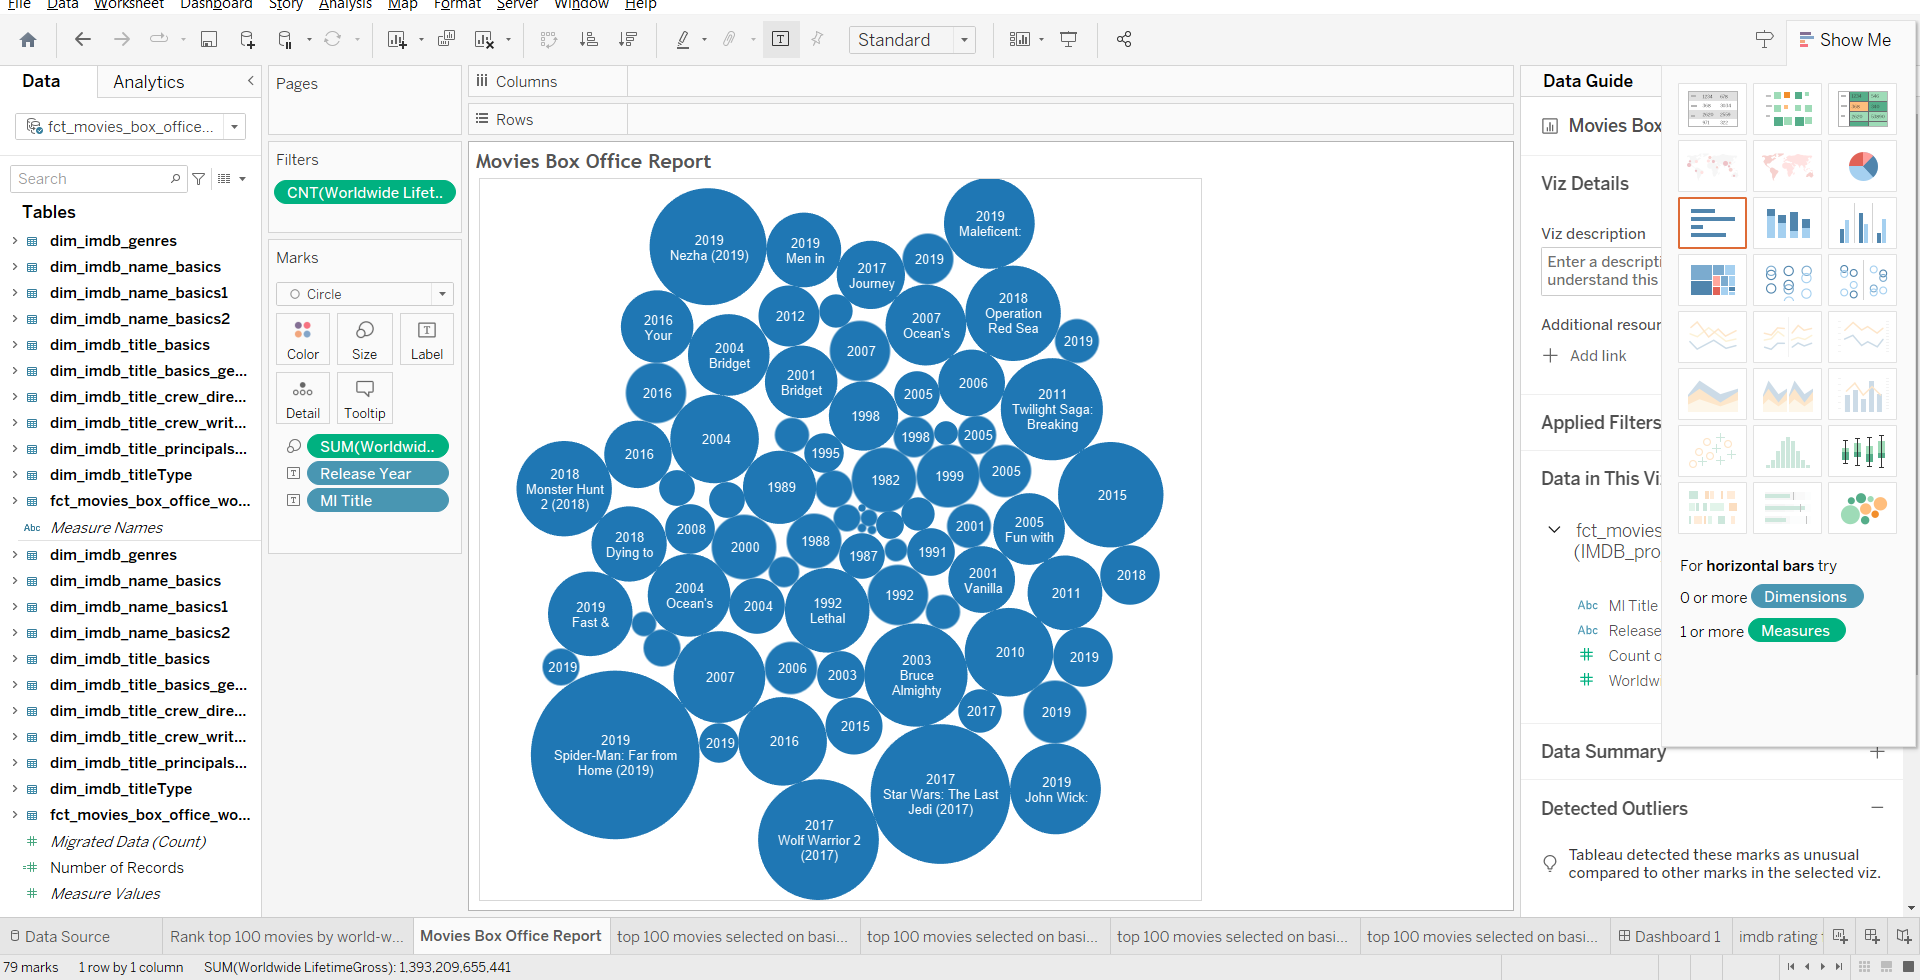 File Data Worksheet Dashboard Story Analysis Map Format Server Window Help
Standard
Show Me
Data Analytics
fct_movies_box_office...
Search
Tables
dim_imdb_genres
dim_imdb_name_basics
dim_imdb_name_basics1
dim_imdb_name_basics2
dim_imdb_title_basics
dim_imdb_title_basics_ge...
dim_imdb_title_crew_dire...
dim_imdb_title_crew_writ...
dim_imdb_title_principals...
dim_imdb_titleType
fct_movies_box_office_wo...
Abc Measure Names
dim_imdb_genres
dim_imdb_name_basics
dim_imdb_name_basics1
dim_imdb_name_basics2
dim_imdb_title_basics
dim_imdb_title_basics_ge...
dim_imdb_title_crew_dire...
dim_imdb_title_crew_writ...
dim_imdb_title_principals...
dim_imdb_titleType
fct_movies_box_office_wo...
Migrated Data (Count)
Number of Records
Measure Values
Pages
Filters
CNT(Worldwide Lifet..
Marks
Circle
Color
Size
Label
Detail
Tooltip
SUM(Worldwid..
Release Year
MI Title
Columns
Rows
Movies Box Office Report
2019
Nezha (2019)
2019
Men in
2017
Journey
2019
2019
Maleficent:
2016
Your
2004
Bridget
2012
2007
2007
Ocean's
2018
Operation
Red Sea
2019
2016
2001
Bridget
1998
2005
2006
2011
Twilight Saga:
Breaking
2004
1998
2005
2016
1995
2018
Monster Hunt
2 (2018)
1989
1982
1999
2005
2015
2018
Dying to
2008
2000
1988
1987
1991
2001
2005
Fun with
2018
2019
Fast &
2004
Ocean's
2004
1992
Lethal
1992
2001
Vanilla
2011
2019
2007
2006
2003
2003
Bruce
Almighty
2010
2019
2019
Spider-Man: Far from
Home (2019)
2019
2016
2015
2017
2019
2017
Wolf Warrior 2
(2017)
2017
Star Wars: The Last
Jedi (2017)
2019
John Wick:
Data Guide
Movies Box
Viz Details
Viz description
Enter a descripti
understand this
Additional resour
Add link
Applied Filters
Data in This Vi
fct_movies
(IMDB_pro
Abc MI Title
Abc Release
Count o
Worldwi
Data Summary
Detected Outliers
Tableau detected these marks as unusual
compared to other marks in the selected viz.
For horizontal bars try
0 or more Dimensions
1 or more Measures
Data Source
Rank top 100 movies by world-w...
Movies Box Office Report
top 100 movies selected on basi...
top 100 movies selected on basi...
top 100 movies selected on basi...
top 100 movies selected on basi...
Dashboard 1
imdb rating
79 marks 1 row by 1 column SUM(Worldwide LifetimeGross): 1,393,209,655,441